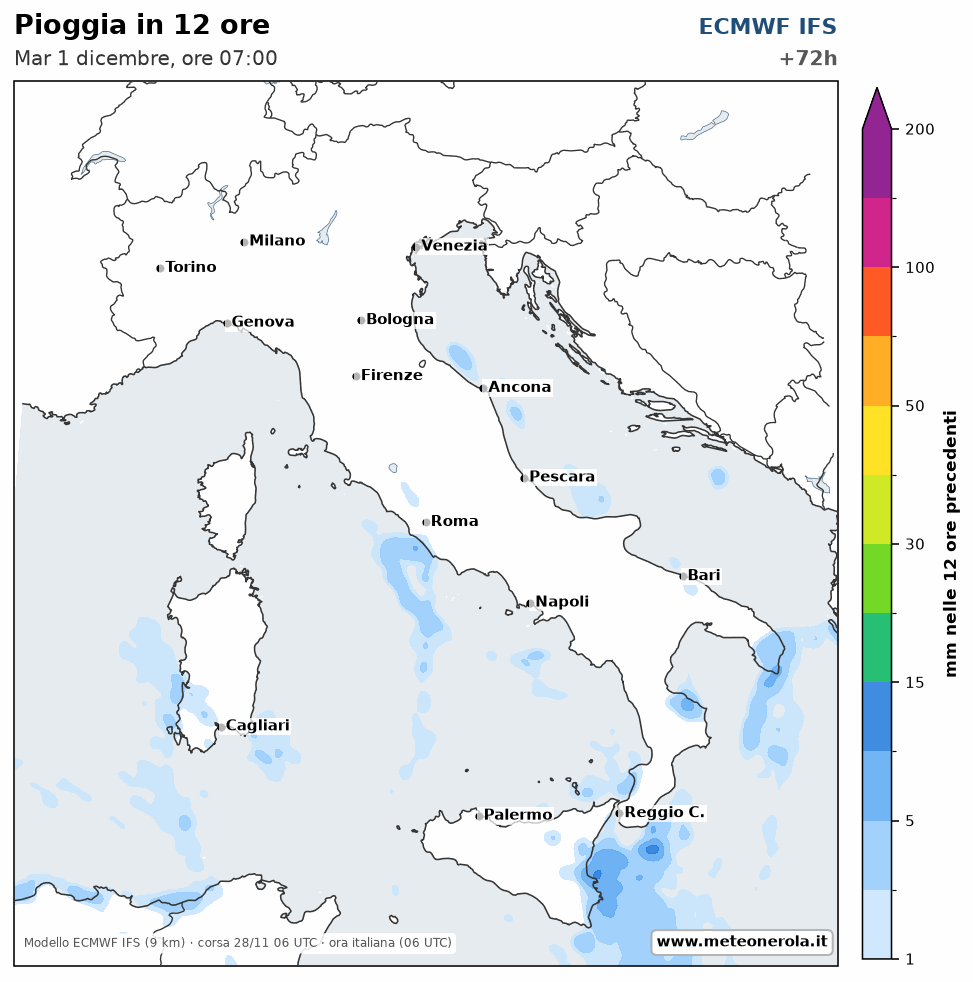 Pioggia in 12 ore
ECMWF IFS
Mar 1 dicembre, ore 07:00
+72h
200
100
50
30
15
5
1
mm nelle 12 ore precedenti
Milano
Venezia
Torino
Genova
Bologna
Firenze
Ancona
Pescara
Roma
Bari
Napoli
Cagliari
Palermo
Reggio C.
Modello ECMWF IFS (9 km) · corsa 28/11 06 UTC · ora italiana (06 UTC)
www.meteonerola.it